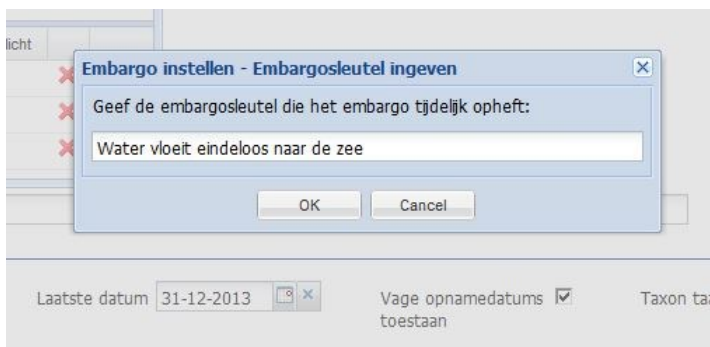 licht
Embargo instellen - Embargosleutel ingeven
Geef de embargosleutel die het embargo tijdelijk opheft:
Water vloeit eindeloos naar de zee
OK Cancel
Laatste datum 31-12-2013 Vage opnamedatums Taxon taa
toestaan